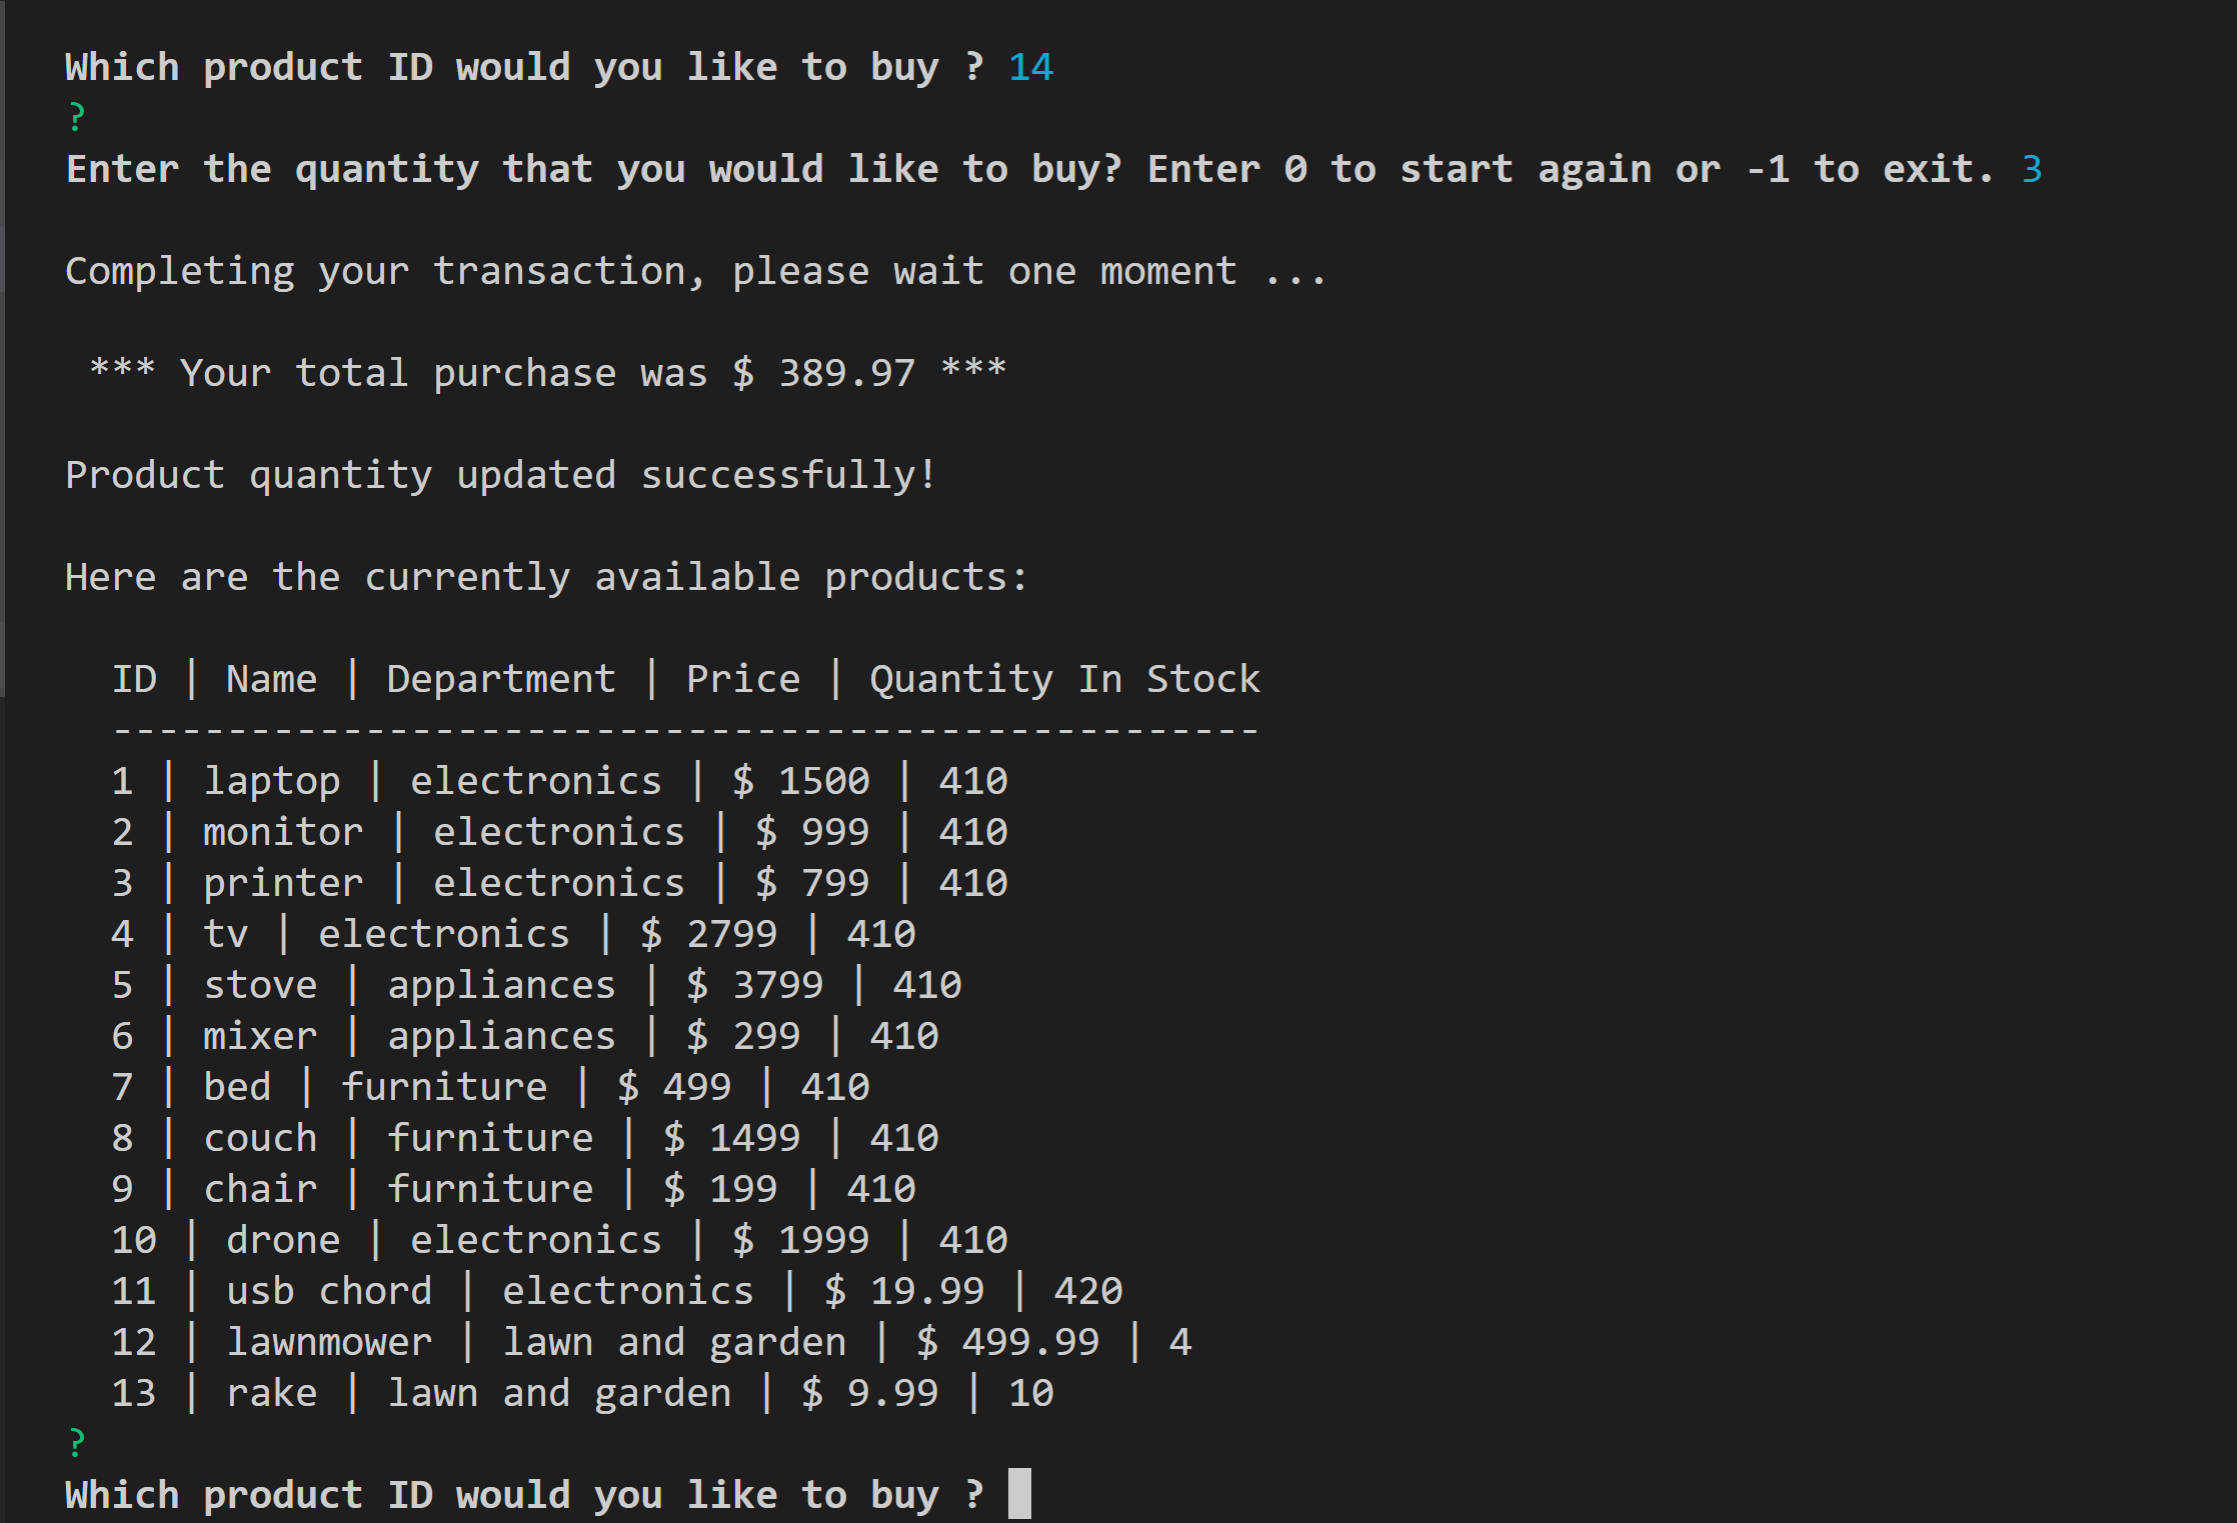 Which product ID would you like to buy ? 14
?
Enter the quantity that you would like to buy? Enter 0 to start again or -1 to exit. 3
Completing your transaction, please wait one moment ...
*** Your total purchase was $ 389.97 ***
Product quantity updated successfully!
Here are the currently available products:
ID | Name | Department | Price | Quantity In Stock
--------------------------------------------------
1 | laptop | electronics | $ 1500 | 410
2 | monitor | electronics | $ 999 | 410
3 | printer | electronics | $ 799 | 410
4 | tv | electronics | $ 2799 | 410
5 | stove | appliances | $ 3799 | 410
6 | mixer | appliances | $ 299 | 410
7 | bed | furniture | $ 499 | 410
8 | couch | furniture | $ 1499 | 410
9 | chair | furniture | $ 199 | 410
10 | drone | electronics | $ 1999 | 410
11 | usb chord | electronics | $ 19.99 | 420
12 | lawnmower | lawn and garden | $ 499.99 | 4
13 | rake | lawn and garden | $ 9.99 | 10
?
Which product ID would you like to buy ?